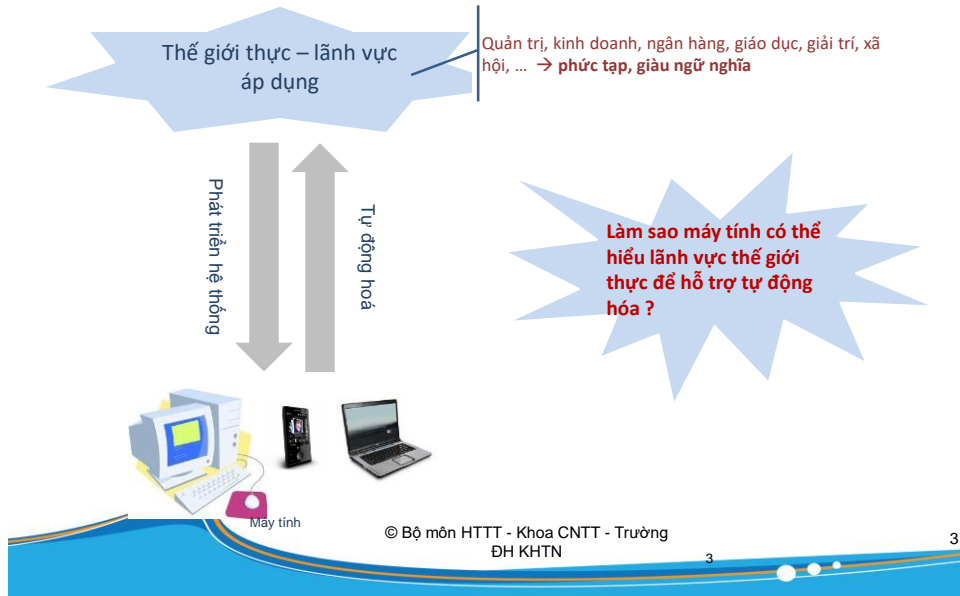 Thế giới thực – lãnh vực
áp dụng
Quản trị, kinh doanh, ngân hàng, giáo dục, giải trí, xã
hội, … → phức tạp, giàu ngữ nghĩa
Phát triển hệ thống
Tự động hoá
Làm sao máy tính có thể
hiểu lãnh vực thế giới
thực để hỗ trợ tự động
hóa ?
Máy tính
© Bộ môn HTTT - Khoa CNTT - Trường
ĐH KHTN
3
3